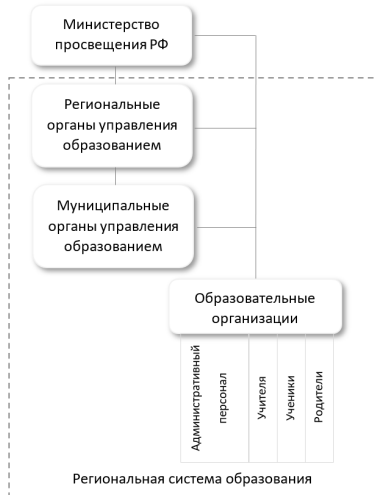 Министерство
просвещения РФ
Региональные
органы управления
образованием
Муниципальные
органы управления
образованием
Образовательные
организации
Административный
персонал
Учителя
Ученики
Родители
Региональная система образования